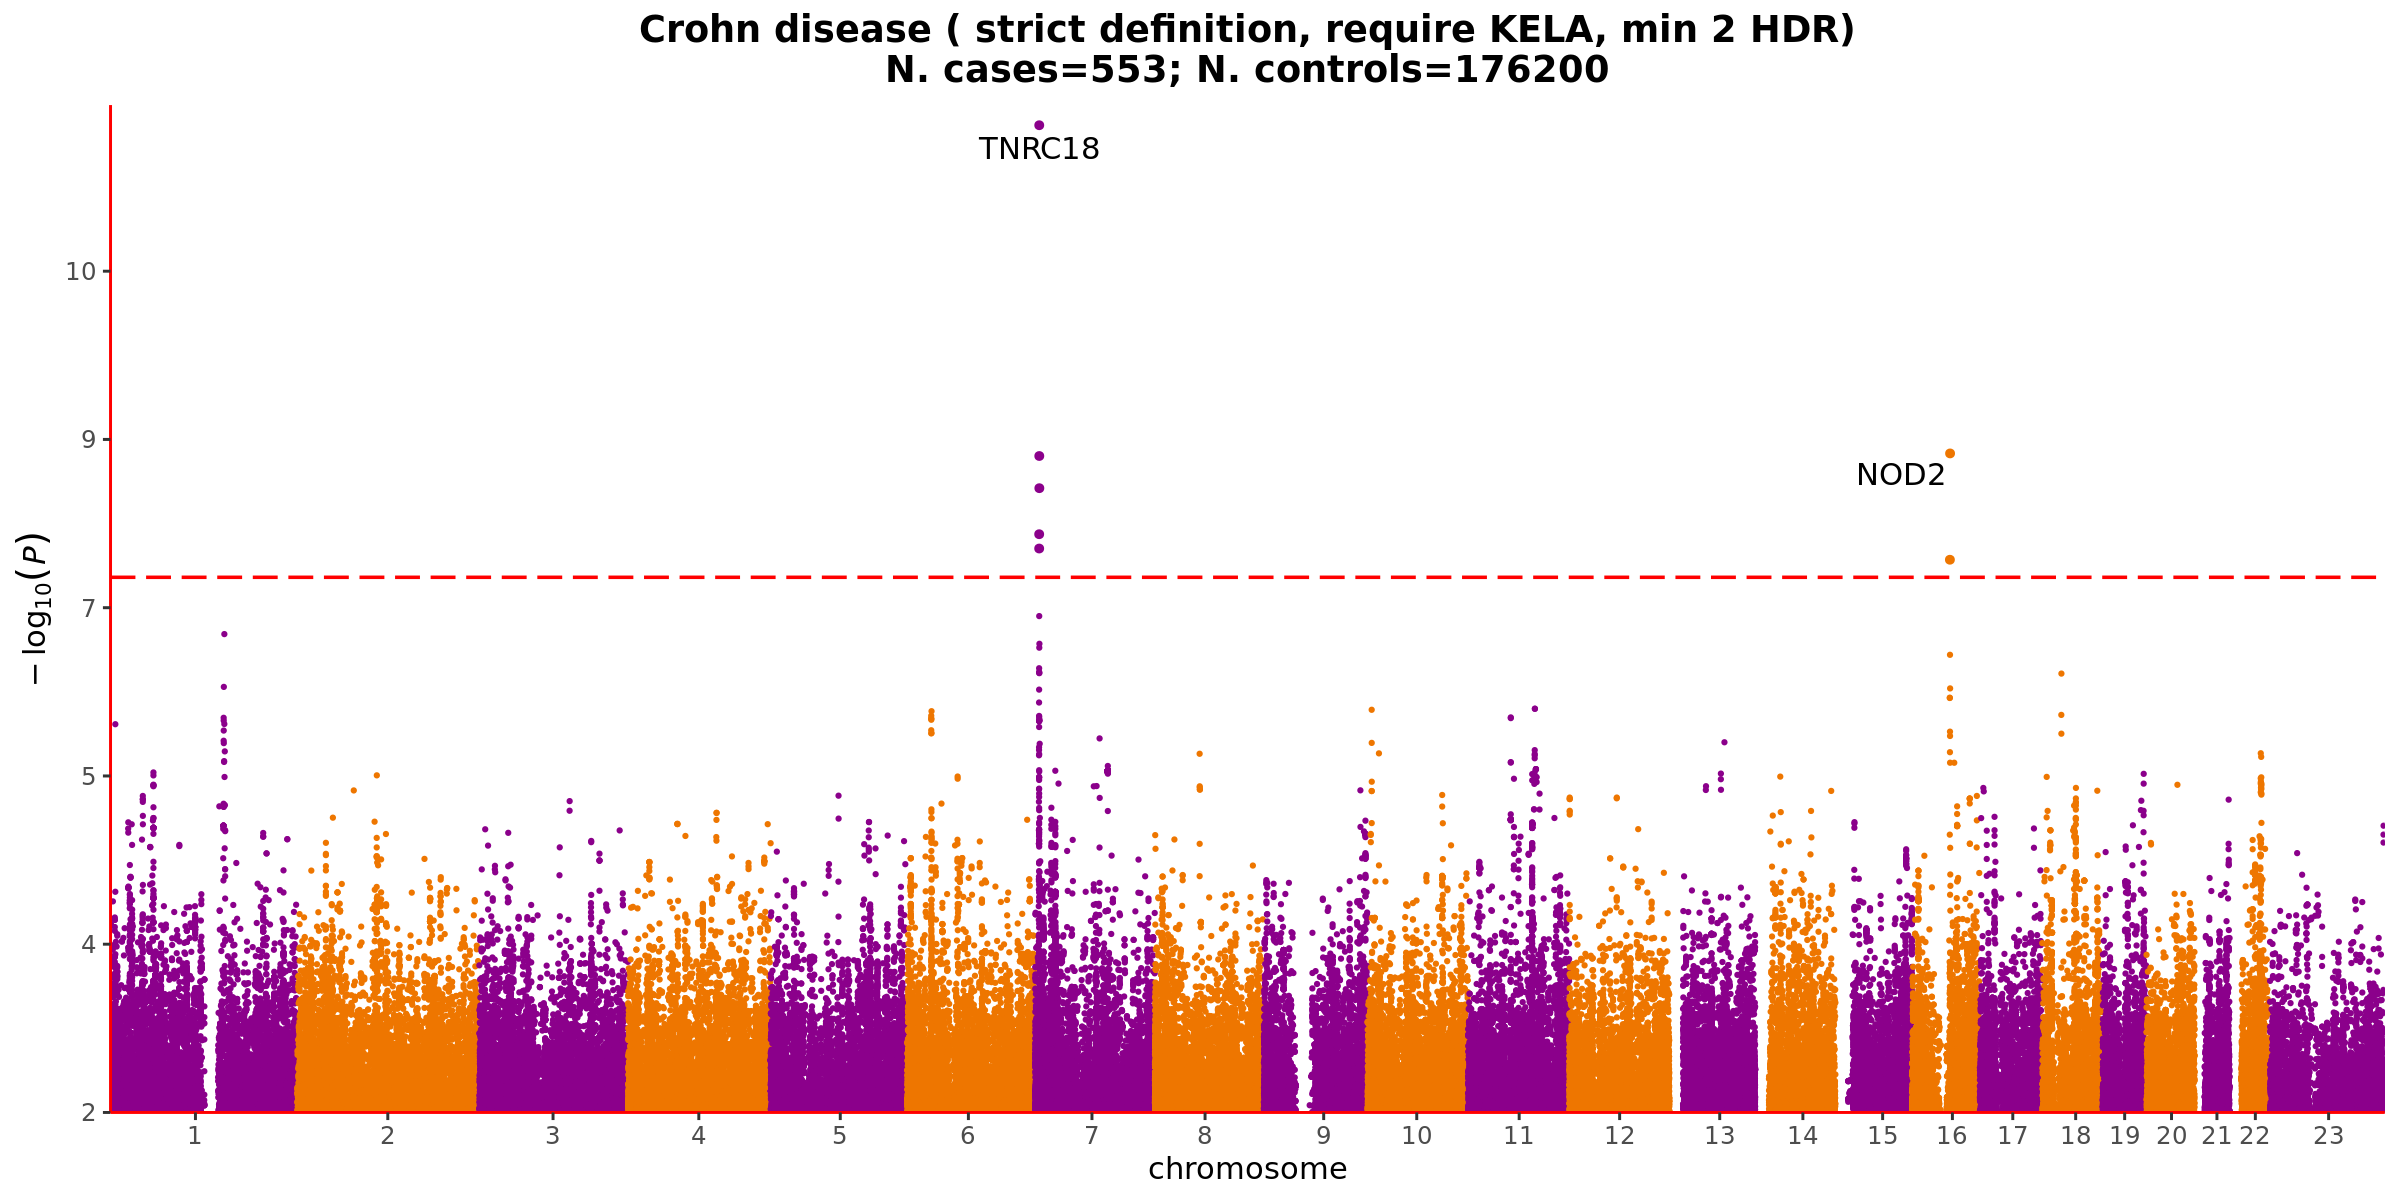 Crohn disease ( strict definition, require KELA, min 2 HDR)
N. cases=553; N. controls=176200
TNRC18
10
9
NOD2
7
5
4
2
− log10(P)
1 2 3 4 5 6 7 8 9 10 11 12 13 14 15 16 17 18 19 20 21 22 23
chromosome